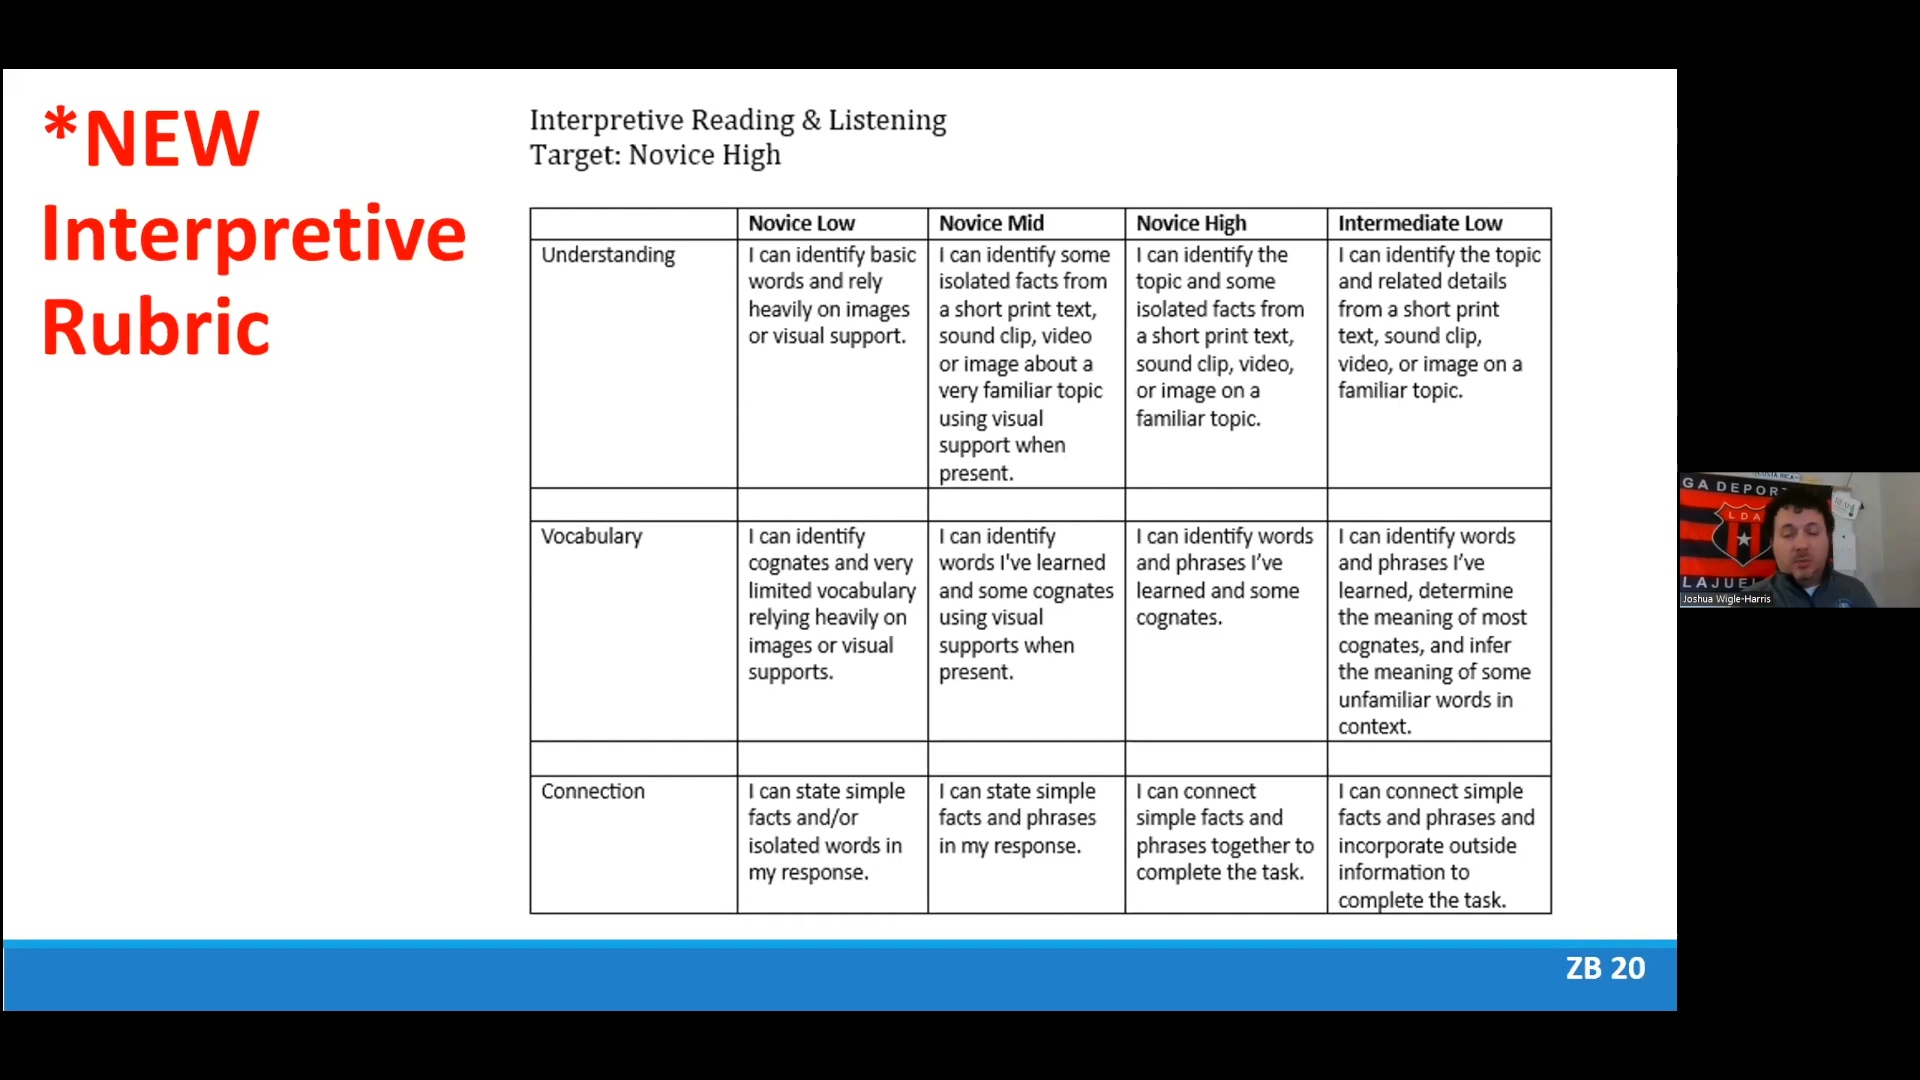 *NEW
Interpretive
Rubric
Interpretive Reading & Listening
Target: Novice High
Novice Low
Novice Mid
Novice High
Intermediate Low
Understanding
I can identify basic
words and rely
heavily on images
or visual support.
I can identify some
isolated facts from
a short print text,
sound clip, video
or image about a
very familiar topic
using visual
support when
present.
I can identify the
topic and some
isolated facts from
a short print text,
sound clip, video,
or image on a
familiar topic.
I can identify the topic
and related details
from a short print
text, sound clip,
video, or image on a
familiar topic.
Vocabulary
I can identify
cognates and very
limited vocabulary
relying heavily on
images or visual
supports.
I can identify
words I've learned
and some cognates
using visual
supports when
present.
I can identify words
and phrases I’ve
learned and some
cognates.
I can identify words
and phrases I’ve
learned, determine
the meaning of most
cognates, and infer
the meaning of some
unfamiliar words in
context.
Connection
I can state simple
facts and/or
isolated words in
my response.
I can state simple
facts and phrases
in my response.
I can connect
simple facts and
phrases together to
complete the task.
I can connect simple
facts and phrases and
incorporate outside
information to
complete the task.
ZB 20
GA DEPOR
LDA
LAJUE
Joshua Wigle-Harris